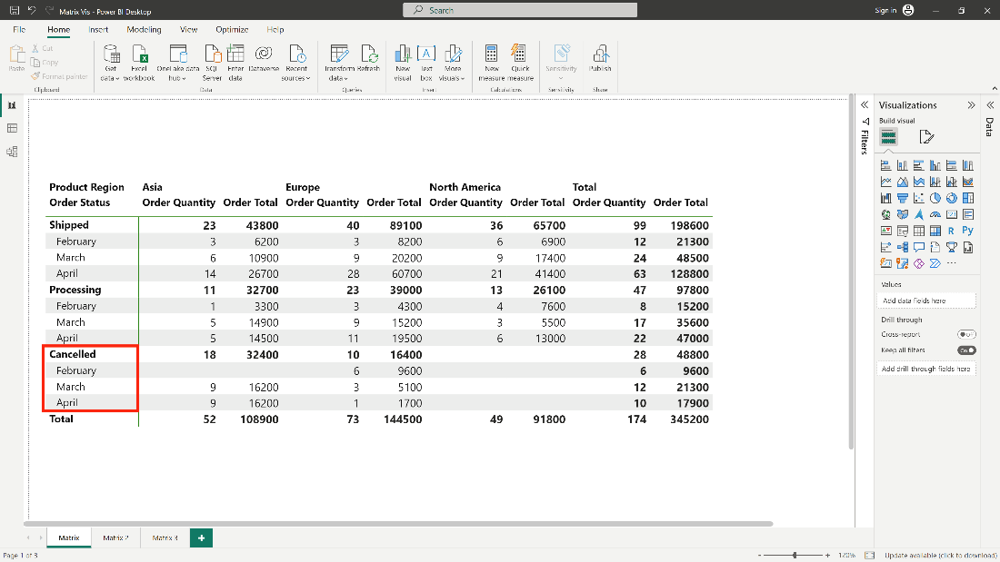 Matrix Vis - Power BI Desktop
Search
Sign in
File Home Insert Modeling View Optimize Help
Paste
Cut
Copy
Format painter
Clipboard
Get data
Excel workbook
OneLake data hub
SQL Server
Enter data
Dataverse
Recent sources
Data
Transform data
Refresh
Queries
New visual
Text box
More visuals
Insert
New measure
Quick measure
Calculations
Sensitivity
Sensitivity
Publish
Share
Product Region Asia Europe North America Total
Order Status Order Quantity Order Total Order Quantity Order Total Order Quantity Order Total Order Quantity Order Total
Shipped 23 43800 40 89100 36 65700 99 198600
February 3 6200 3 8200 6 6900 12 21300
March 6 10900 9 20200 9 17400 24 48500
April 14 26700 28 60700 21 41400 63 128800
Processing 11 32700 23 39000 13 26100 47 97800
February 1 3300 3 4300 4 7600 8 15200
March 5 14900 9 15200 3 5500 17 35600
April 5 14500 11 19500 6 13000 22 47000
Cancelled 18 32400 10 16400 28 48800
February 6 9600 6 9600
March 9 16200 3 5100 12 21300
April 9 16200 1 1700 10 17900
Total 52 108900 73 144500 49 91800 174 345200
Filters
Visualizations
Build visual
R
Py
123
Values
Add data fields here
Drill through
Cross-report
Off
Keep all filters
On
Add drill-through fields here
Data
Matrix Matrix 2 Matrix 3 +
Page 1 of 3
- + 120%
Update available (click to download)